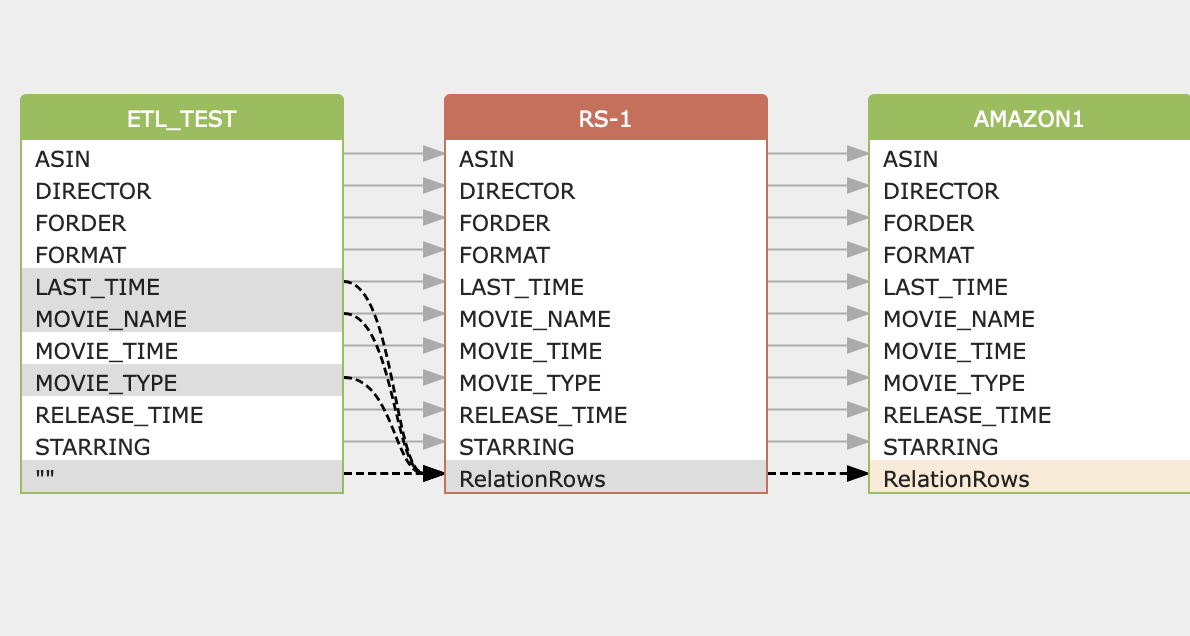 ETL_TEST
ASIN
DIRECTOR
FORDER
FORMAT
LAST_TIME
MOVIE_NAME
MOVIE_TIME
MOVIE_TYPE
RELEASE_TIME
STARRING
""
RS-1
ASIN
DIRECTOR
FORDER
FORMAT
LAST_TIME
MOVIE_NAME
MOVIE_TIME
MOVIE_TYPE
RELEASE_TIME
STARRING
RelationRows
AMAZON1
ASIN
DIRECTOR
FORDER
FORMAT
LAST_TIME
MOVIE_NAME
MOVIE_TIME
MOVIE_TYPE
RELEASE_TIME
STARRING
RelationRows